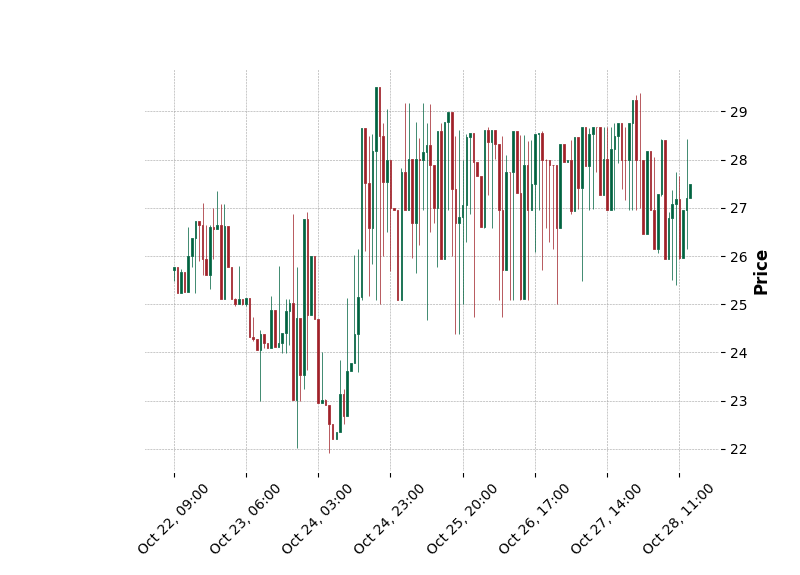 29
28
27
26
25
24
23
22
Price
Oct 22, 09:00
Oct 23, 06:00
Oct 24, 03:00
Oct 24, 23:00
Oct 25, 20:00
Oct 26, 17:00
Oct 27, 14:00
Oct 28, 11:00